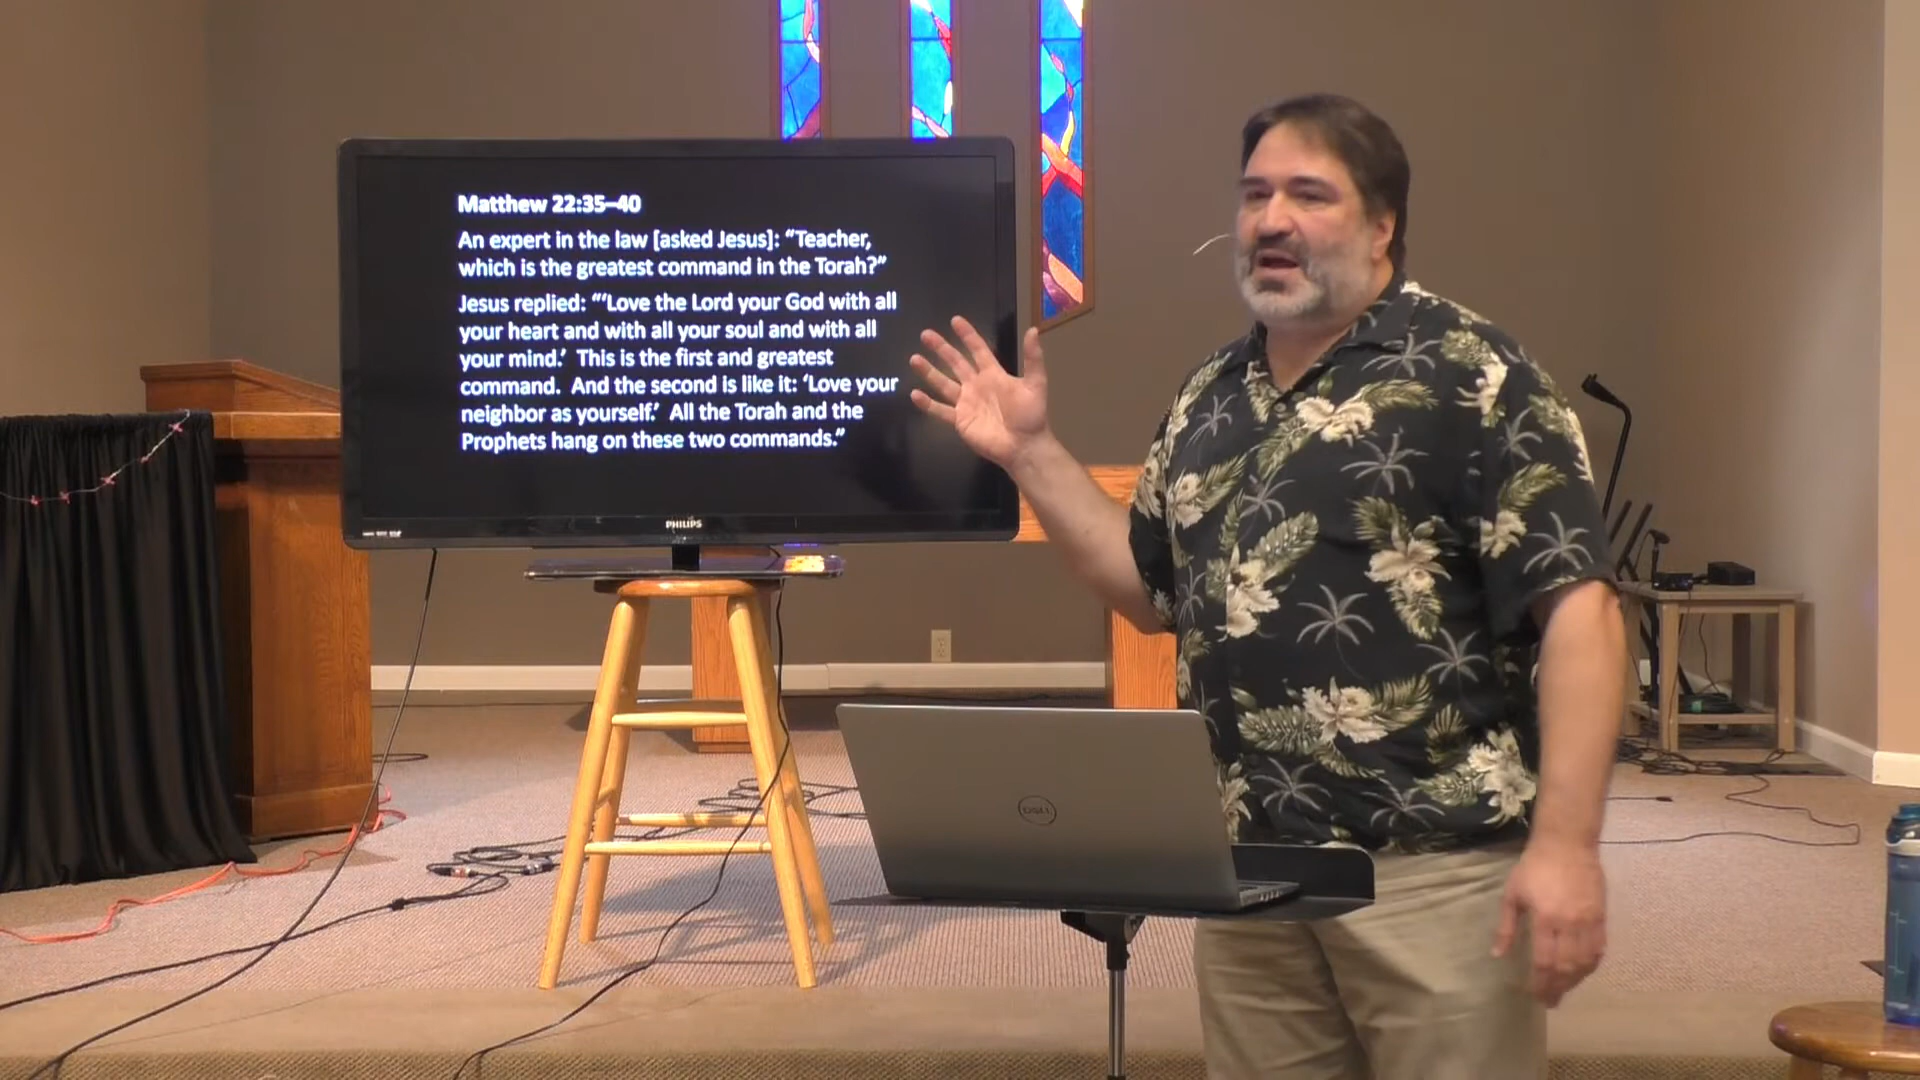 Matthew 22:35–40
An expert in the law [asked Jesus]: “Teacher,
which is the greatest command in the Torah?”
Jesus replied: “‘Love the Lord your God with all
your heart and with all your soul and with all
your mind.’ This is the first and greatest
command. And the second is like it: ‘Love your
neighbor as yourself.’ All the Torah and the
Prophets hang on these two commands.”
PHILIPS
DELL